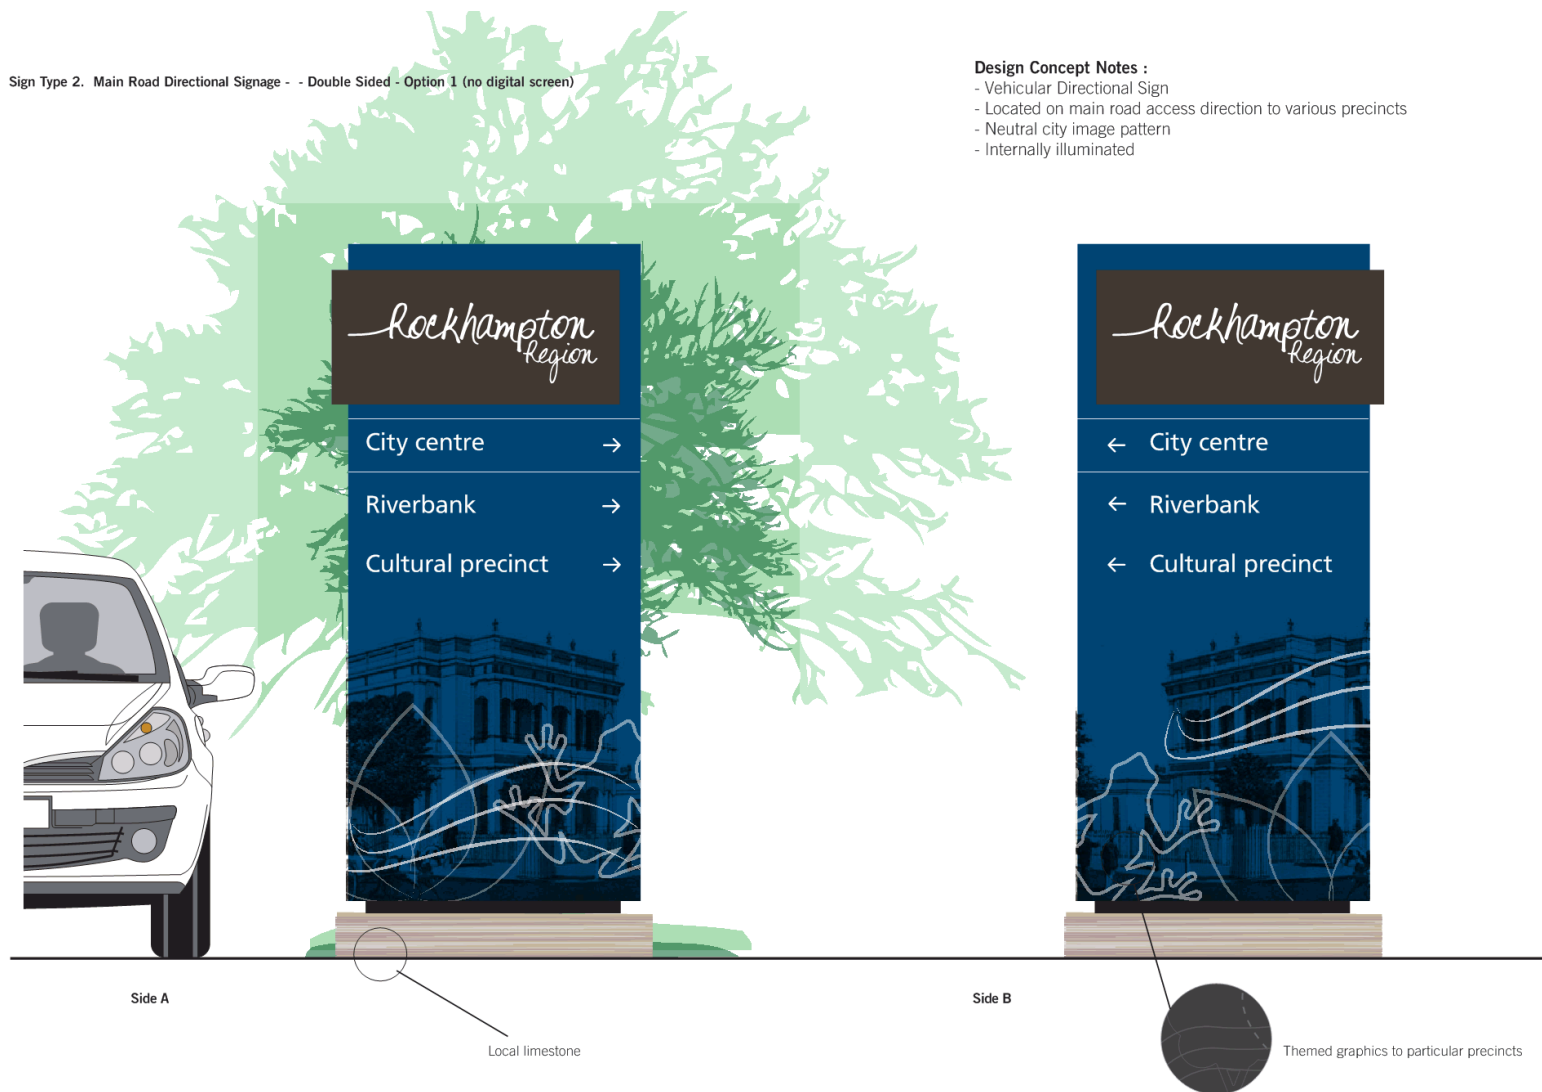 Sign Type 2.  Main Road Directional Signage -  - Double Sided - Option 1 (no digital screen)
Design Concept Notes :
- Vehicular Directional Sign
- Located on main road access direction to various precincts
- Neutral city image pattern
- Internally illuminated
Rockhampton
Region
City centre →
Riverbank →
Cultural precinct →
Rockhampton
Region
← City centre
← Riverbank
← Cultural precinct
Side A
Side B
Local limestone
Themed graphics to particular precincts